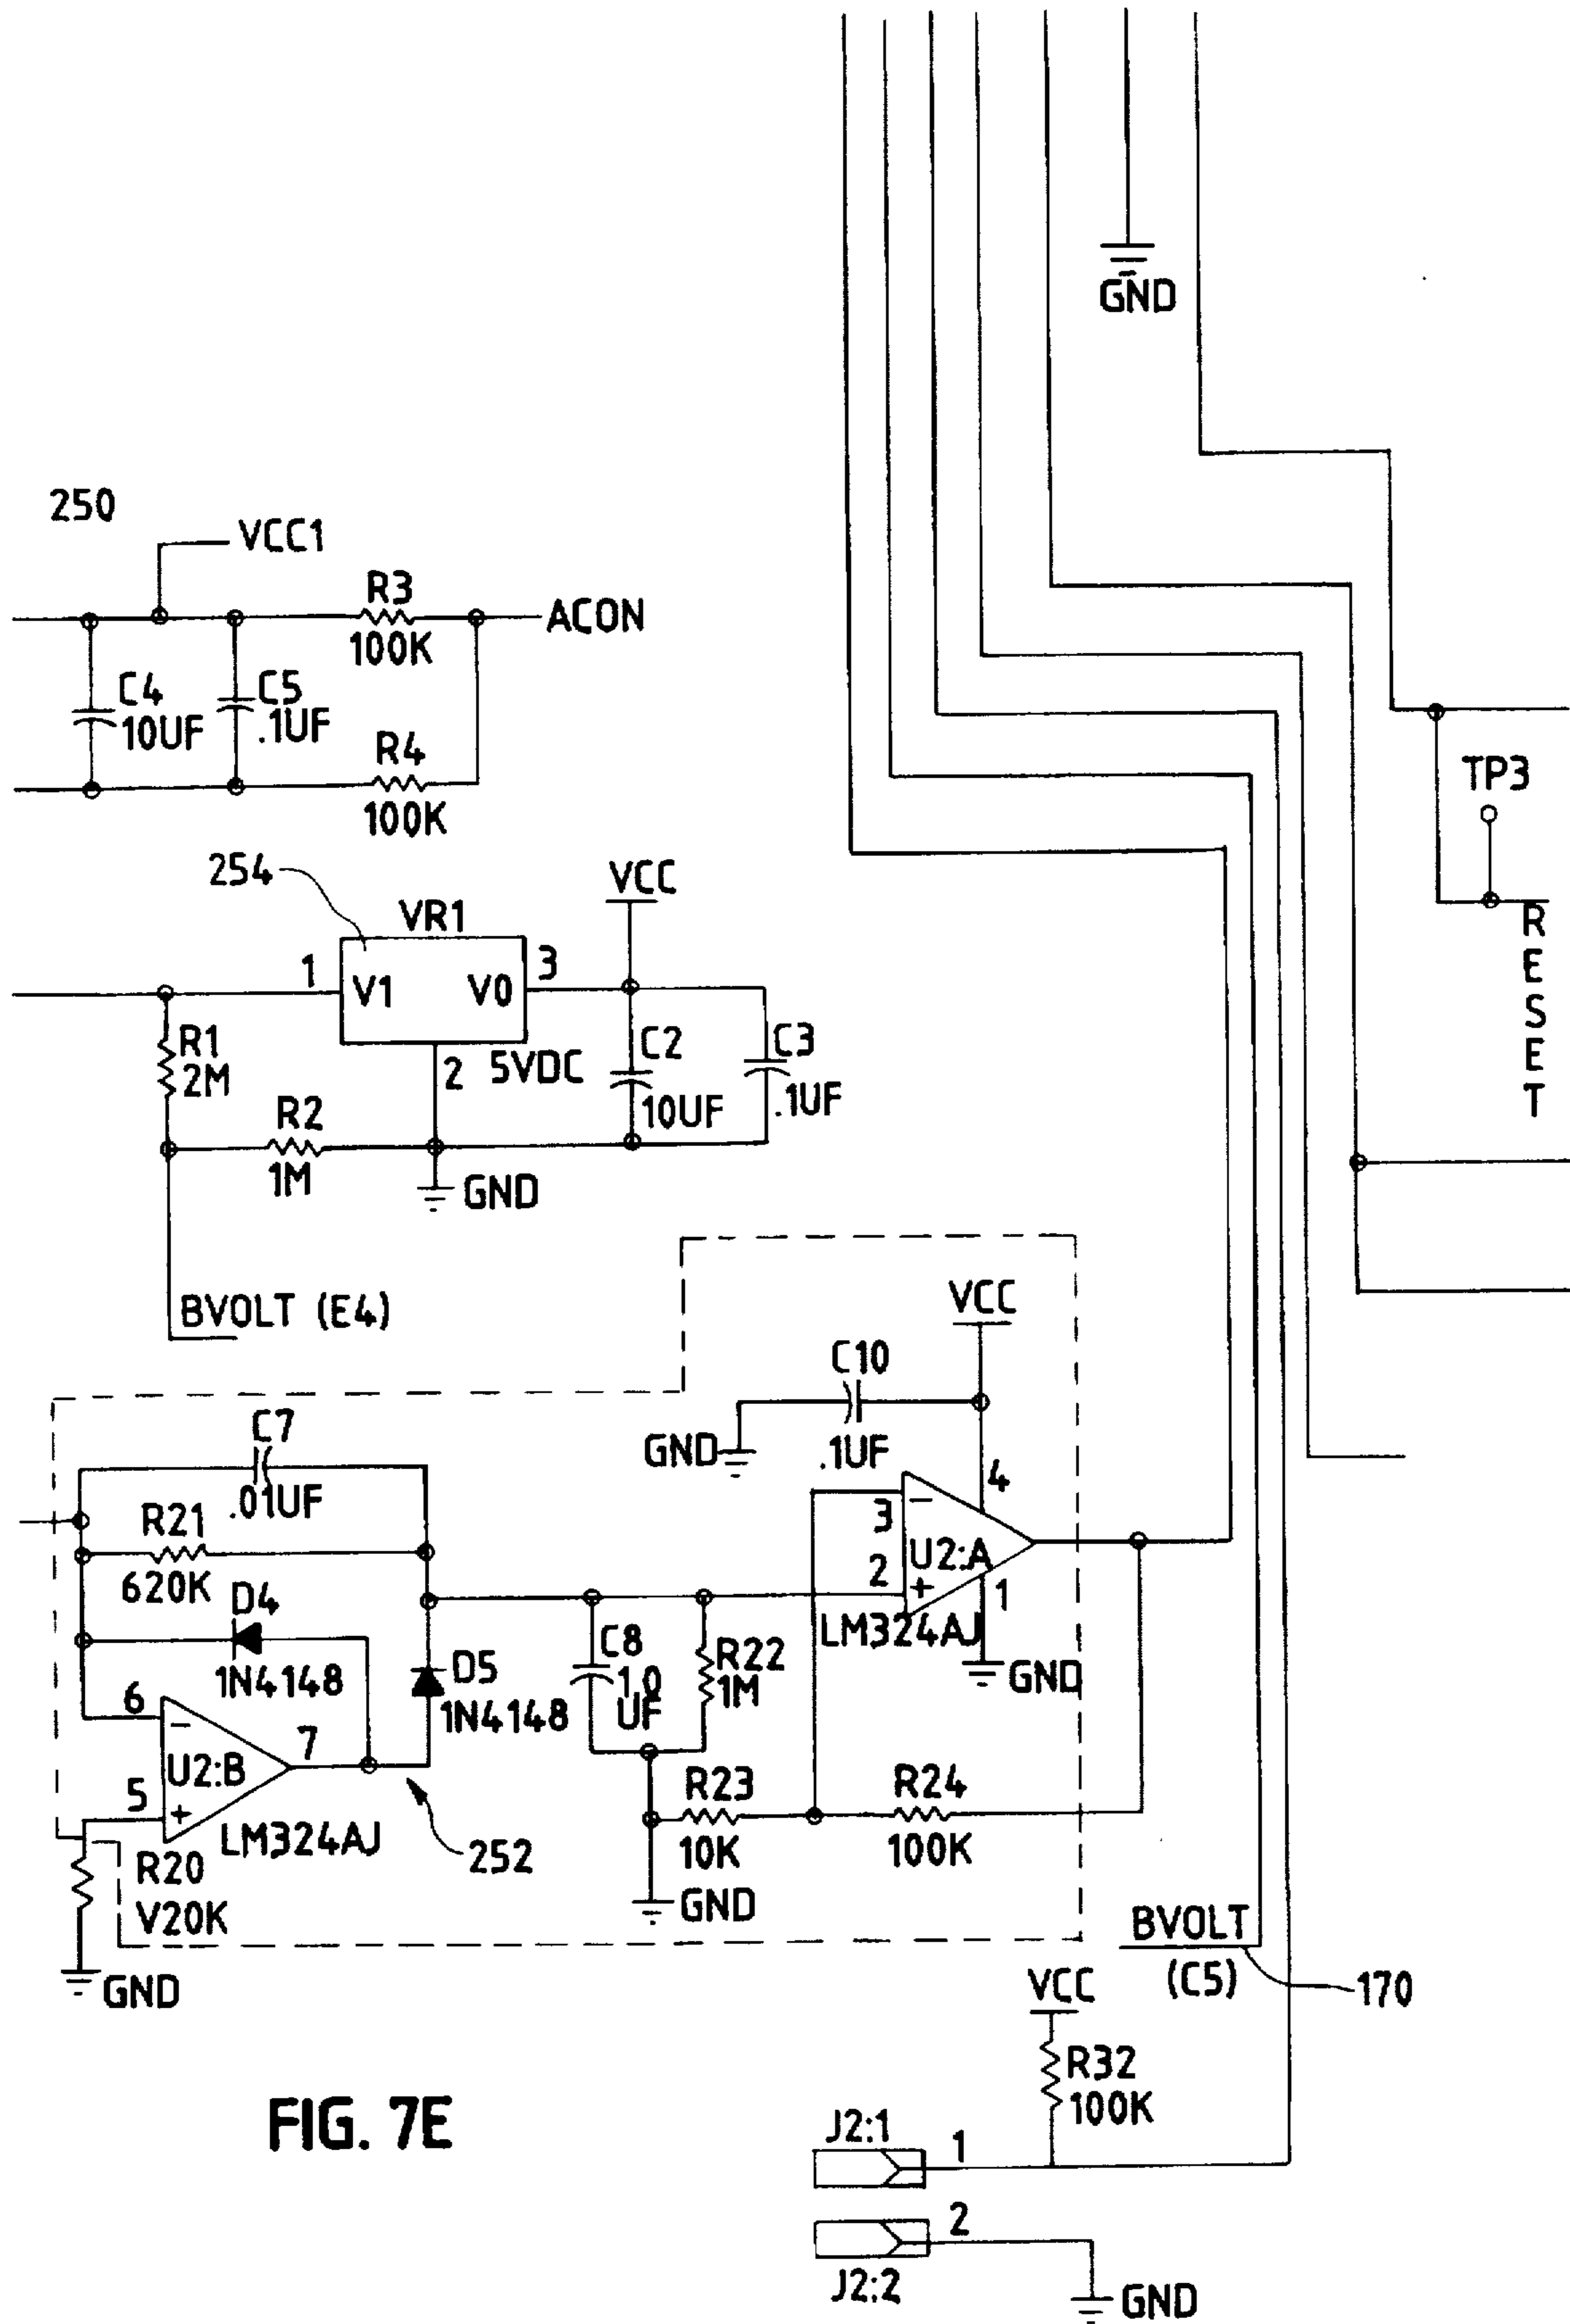 GND
250
VCC1
R3
100K
ACON
C4
10UF
C5
.1UF
R4
100K
TP3
RESET
254
VCC
VR1
1
V1
V0
3
2
5VDC
R1
2M
C2
10UF
C3
.1UF
R2
1M
GND
BVOLT (E4)
VCC
C10
.1UF
GND
C7
.01UF
R21
620K
D4
1N4148
D5
1N4148
C8
1.0
UF
R22
1M
4
3
−
U2:A
2
+
1
LM324AJ
GND
6
−
7
U2:B
5
+
LM324AJ
252
R20
V20K
GND
R23
10K
R24
100K
GND
BVOLT
(C5)
170
VCC
R32
100K
FIG. 7E
J2:1
1
2
J2:2
GND